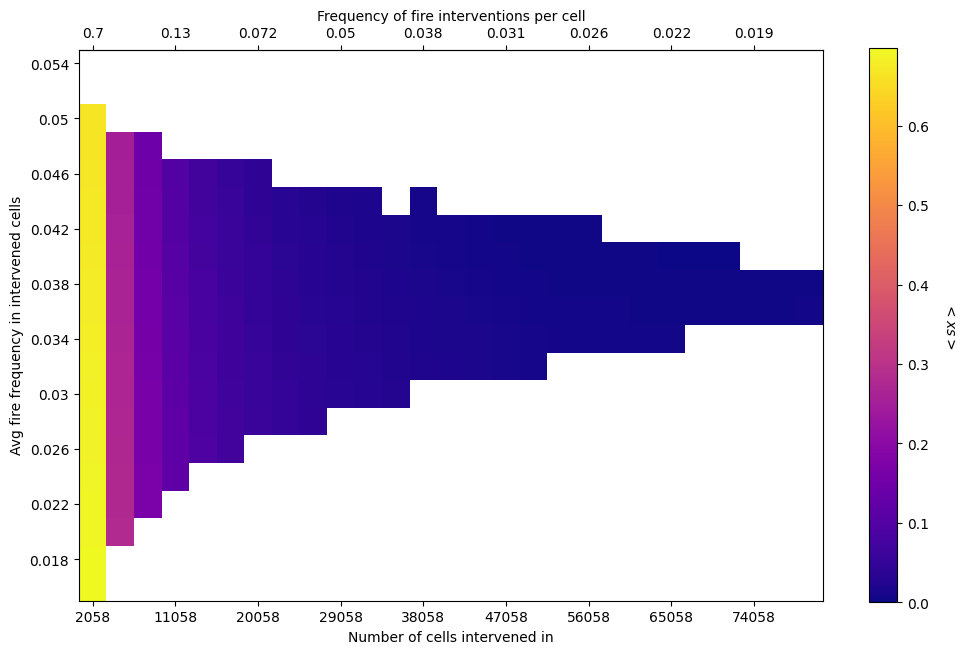 Frequency of fire interventions per cell
0.7 0.13 0.072 0.05 0.038 0.031 0.026 0.022 0.019
0.054
0.05
0.046
0.042
0.038
0.034
0.03
0.026
0.022
0.018
Avg fire frequency in intervened cells
2058 11058 20058 29058 38058 47058 56058 65058 74058
Number of cells intervened in
0.6
0.5
0.4
0.3
0.2
0.1
0.0
< sx >